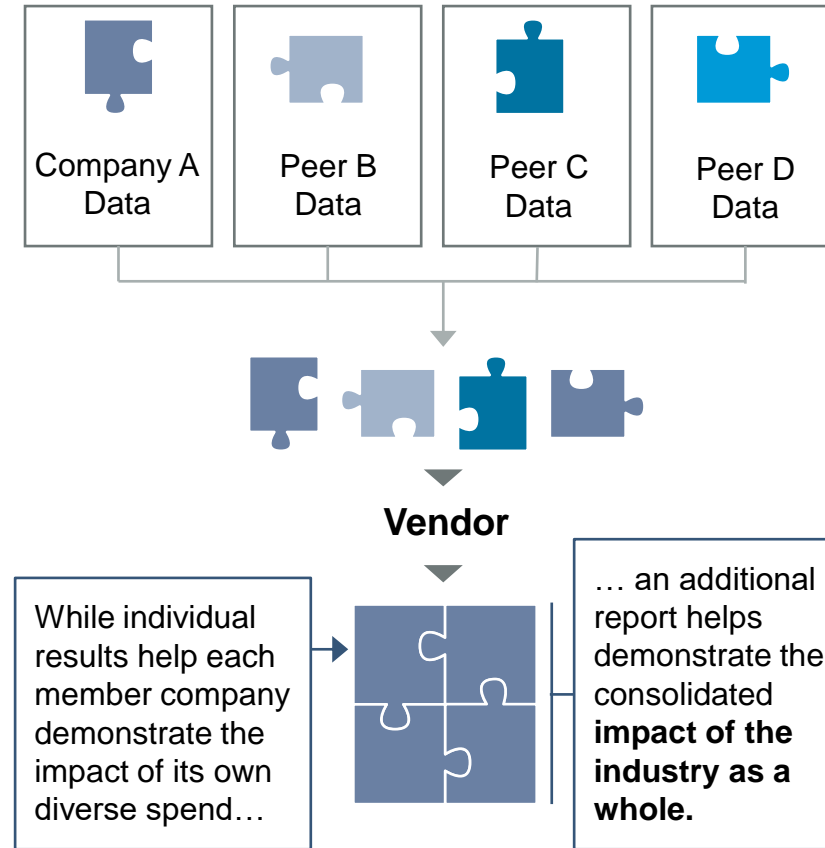 Company A
Data
Peer B
Data
Peer C
Data
Peer D
Data
Vendor
While individual
results help each
member company
demonstrate the
impact of its own
diverse spend…
… an additional
report helps
demonstrate the
consolidated
impact of the
industry as a
whole.